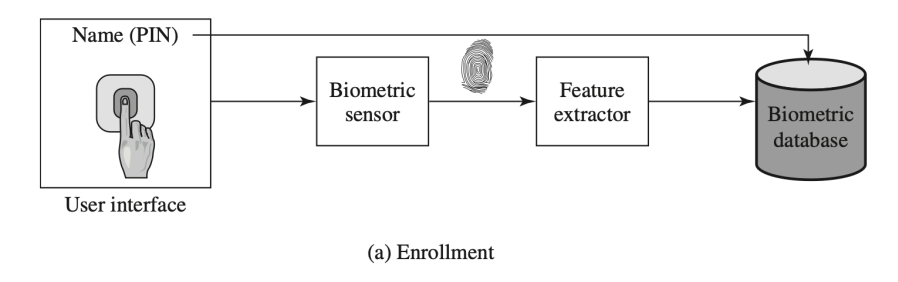 Name (PIN)
Biometric
sensor
Feature
extractor
Biometric
database
User interface
(a) Enrollment